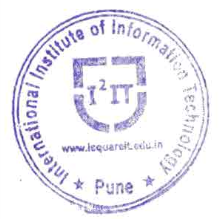 International Institute of Information Technology
I²IT
www.isquareit.edu.in
★ Pune ★